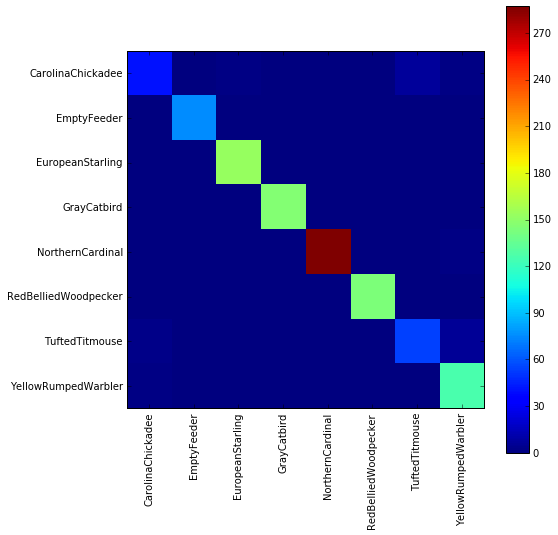 CarolinaChickadee
EmptyFeeder
EuropeanStarling
GrayCatbird
NorthernCardinal
RedBelliedWoodpecker
TuftedTitmouse
YellowRumpedWarbler
CarolinaChickadee
EmptyFeeder
EuropeanStarling
GrayCatbird
NorthernCardinal
RedBelliedWoodpecker
TuftedTitmouse
YellowRumpedWarbler
270
240
210
180
150
120
90
60
30
0